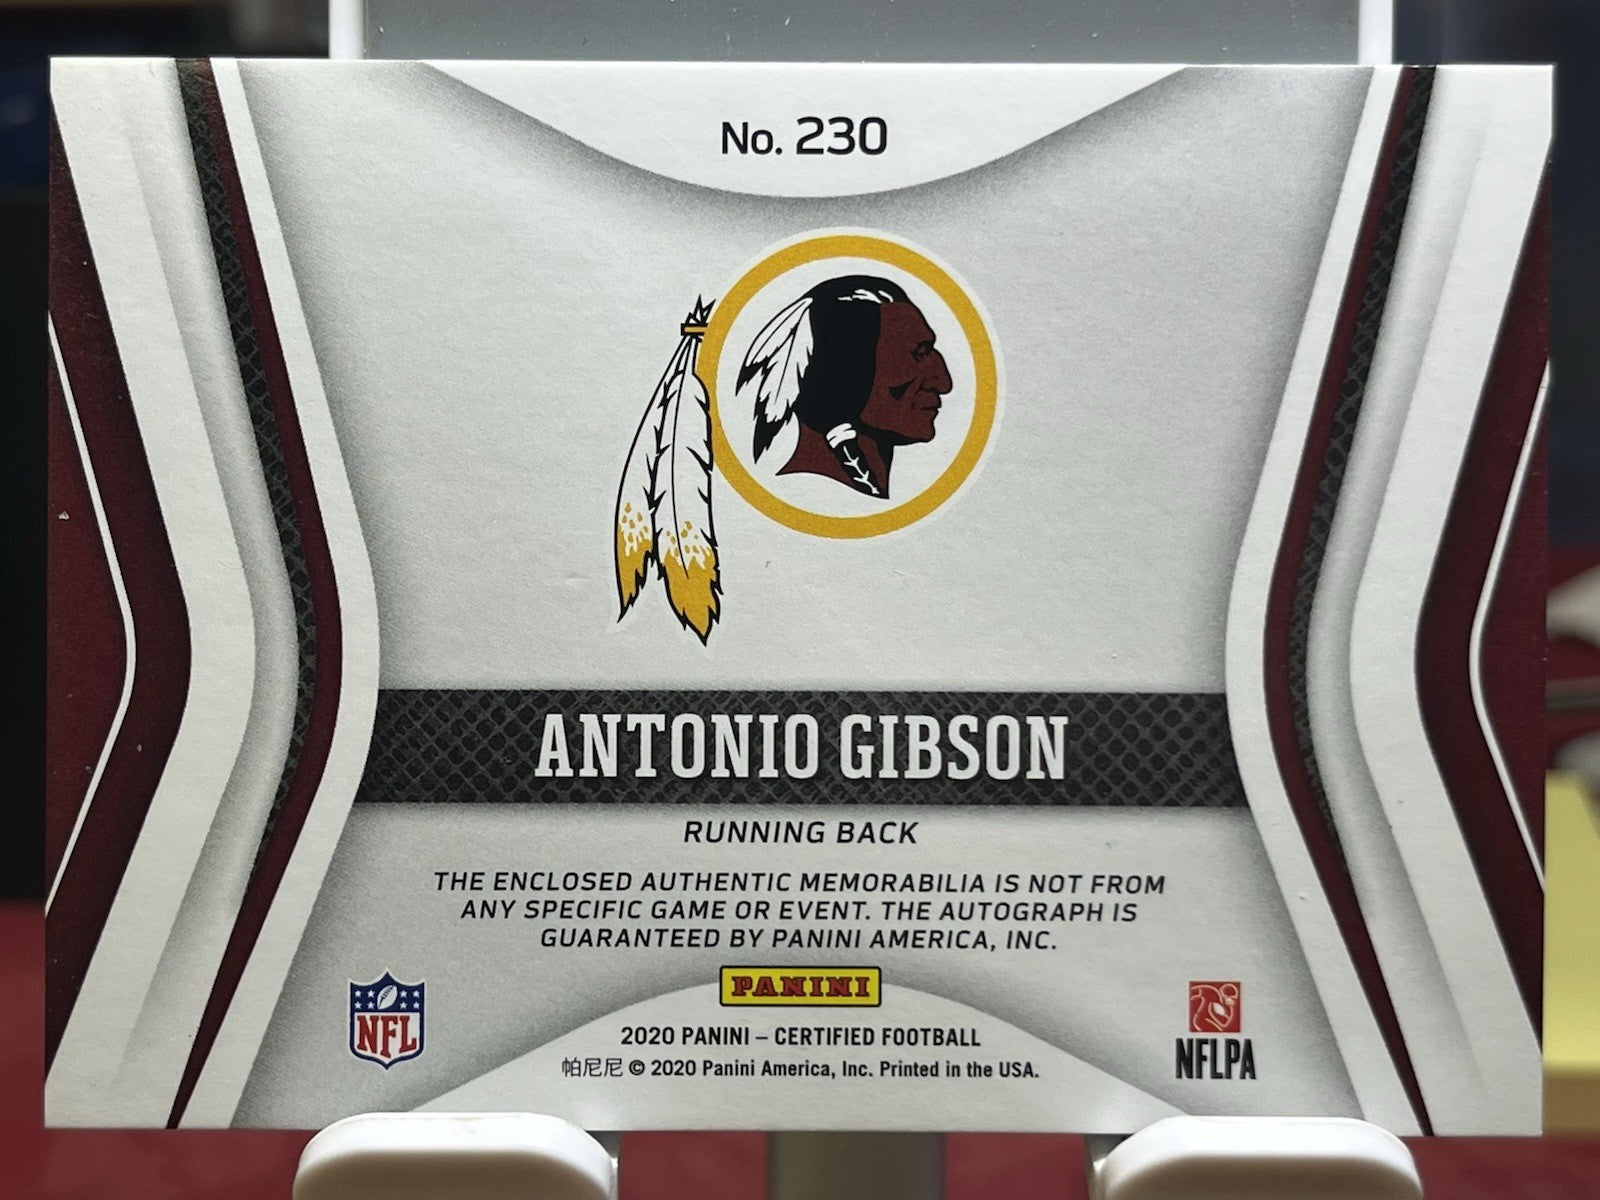 No. 230
ANTONIO GIBSON
RUNNING BACK
THE ENCLOSED AUTHENTIC MEMORABILIA IS NOT FROM
ANY SPECIFIC GAME OR EVENT. THE AUTOGRAPH IS
GUARANTEED BY PANINI AMERICA, INC.
PANINI
NFL
2020 PANINI – CERTIFIED FOOTBALL
帕尼尼 © 2020 Panini America, Inc. Printed in the USA.
NFLPA